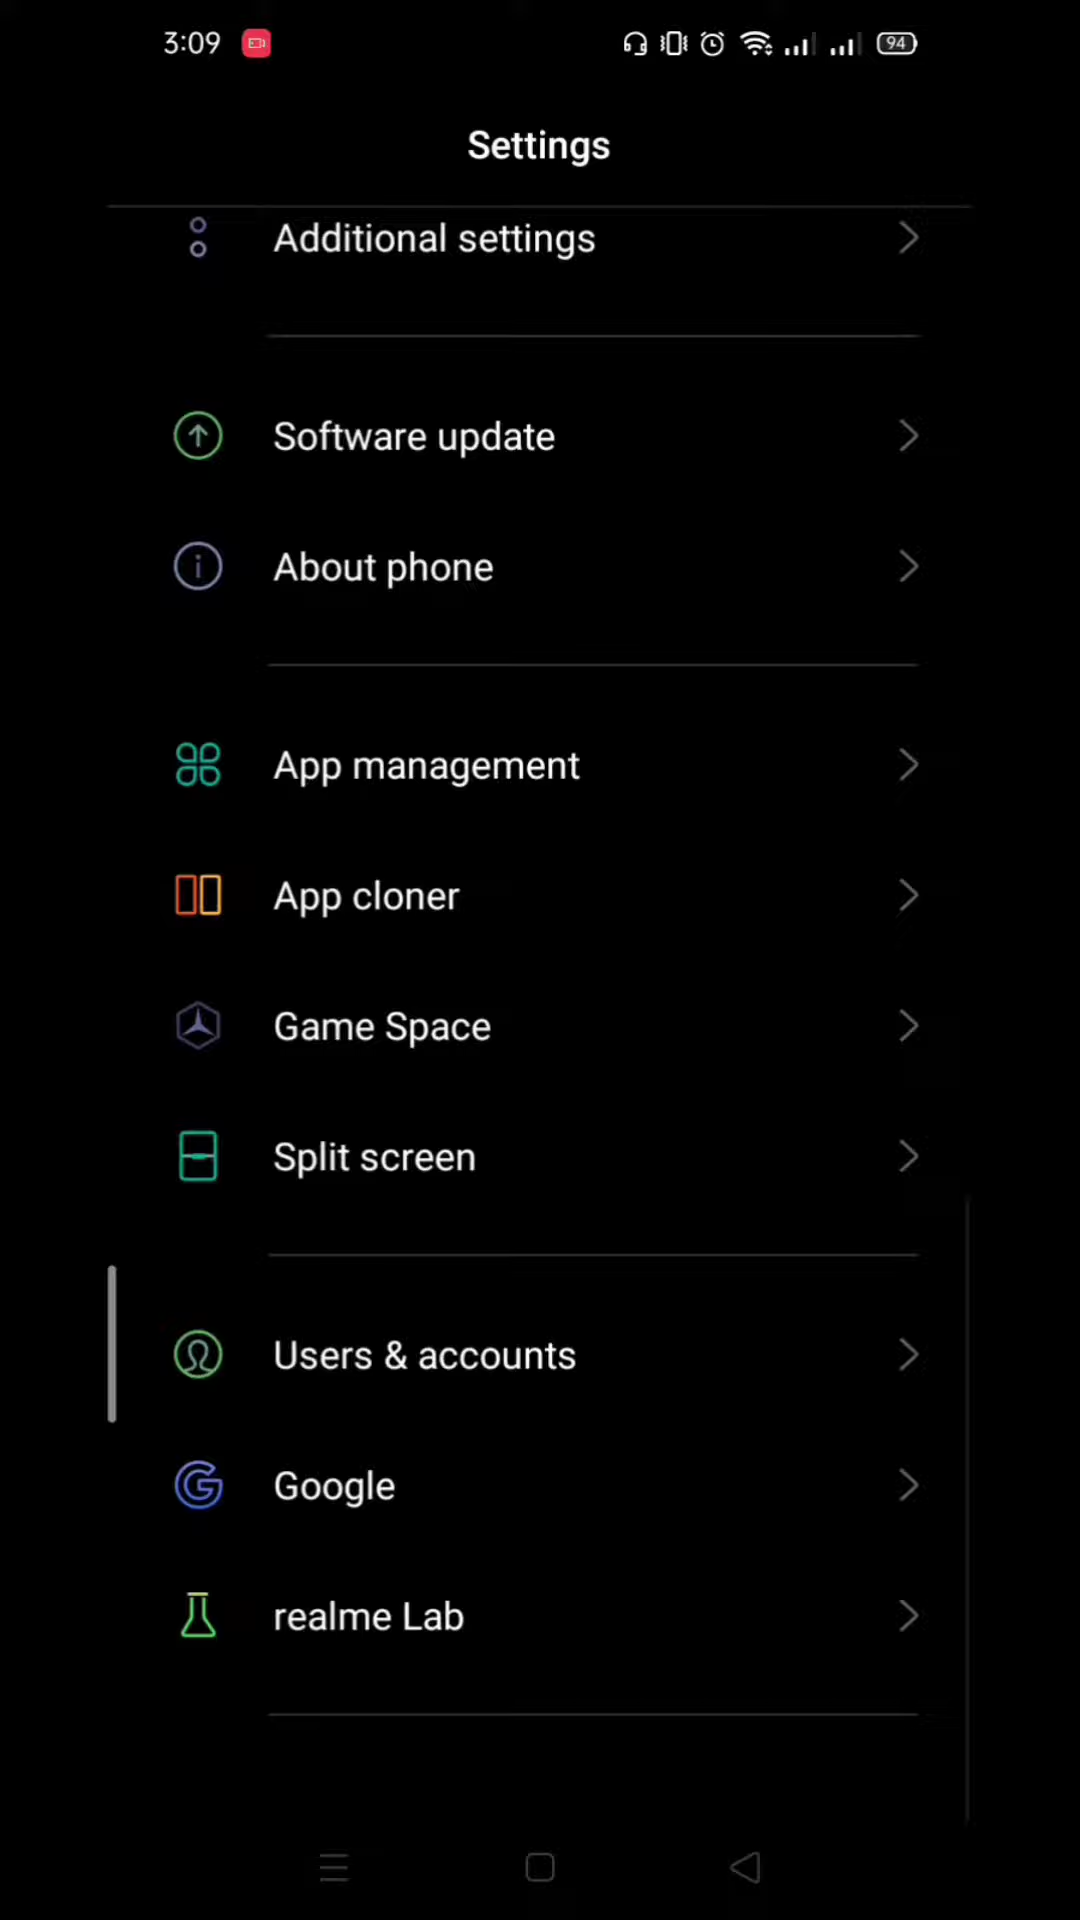 3:09
94
Settings
Additional settings
Software update
About phone
App management
App cloner
Game Space
Split screen
Users & accounts
Google
realme Lab